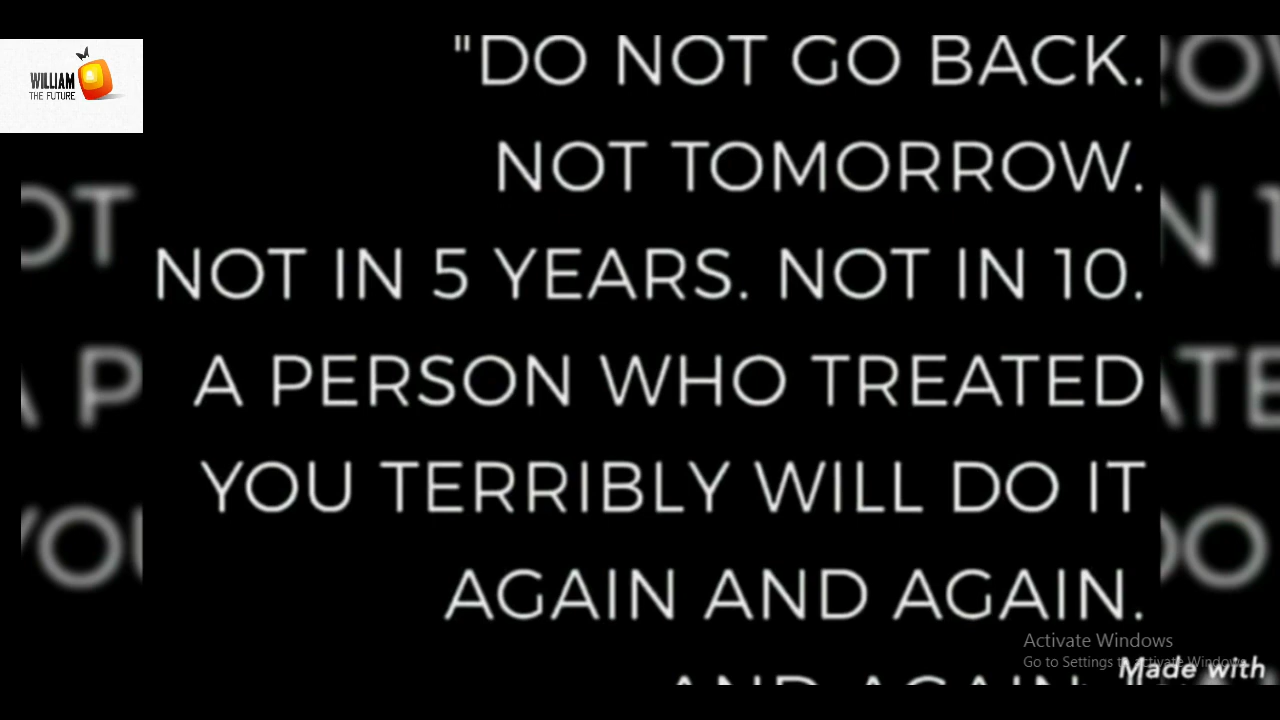 WILLIAM
THE FUTURE
"DO NOT GO BACK.
NOT TOMORROW.
NOT IN 5 YEARS. NOT IN 10.
A PERSON WHO TREATED
YOU TERRIBLY WILL DO IT
AGAIN AND AGAIN.
AND AGAIN.
Activate Windows
Go to Settings to activate Windows.
Made with